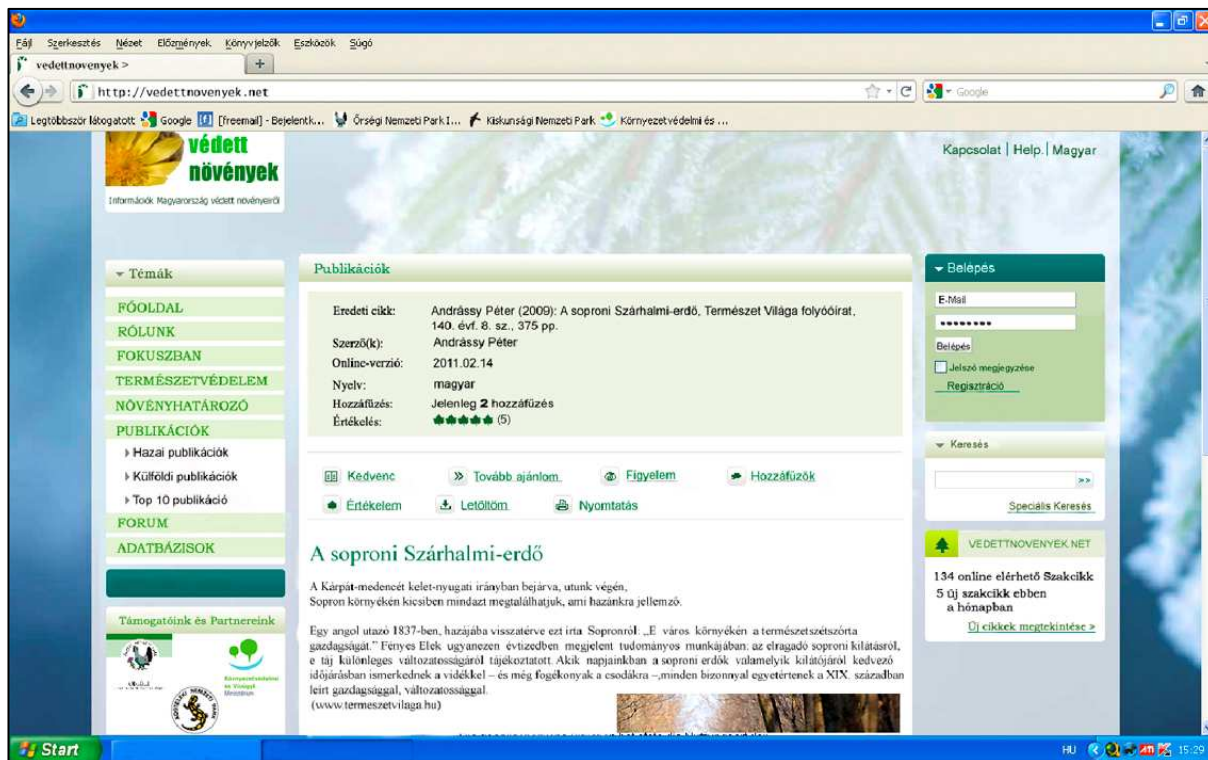 Fájl Szerkesztés Nézet Előzmények Könyvjelzők Eszközök Súgó
vedettnovenyek >
http://vedettnovenyek.net
Google
Legtöbbször látogatott Google [freemail] - Bejelentk... Őrségi Nemzeti Park I... Kiskunsági Nemzeti Park Környezetvédelmi és ...
védett
növények
Információk Magyarország védett növényeiről
Kapcsolat | Help | Magyar
Témák
FŐOLDAL
RÓLUNK
FOKUSZBAN
TERMÉSZETVÉDELEM
NÖVÉNYHATÁROZO
PUBLIKÁCIÓK
Hazai publikációk
Külföldi publikációk
Top 10 publikáció
FORUM
ADATBÁZISOK
Támogatóink és Partnereink
Környezetvédelmi
és Vízügyi
Minisztérium
Publikációk
Eredeti cikk: Andrássy Péter (2009): A soproni Szárhalmi-erdő, Természet Világa folyóóirat,
140. évf. 8. sz., 375 pp.
Szerző(k): Andrássy Péter
Online-verzió: 2011.02.14
Nyelv: magyar
Hozzáfűzés: Jelenleg 2 hozzáfűzés
Értékelés: (5)
Kedvenc Tovább ajánlom Figyelem Hozzáfűzök
Értékelem Letöltöm Nyomtatás
A soproni Szárhalmi-erdő
A Kárpát-medencét kelet-nyugati irányban bejárva, utunk végén,
Sopron környékén kicsiben mindazt megtalálhatjuk, ami hazánkra jellemző.
Egy angol utazó 1837-ben, hazájába visszatérve ezt írta Sopronról: „E város környékén a természet szétszórta
gazdagságát.” Fényes Elek ugyanezen évtizedben megjelent tudományos munkájában: az elragadó soproni kilátásról,
e táj különleges változatosságáról tájékoztatott. Akik napjainkban a soproni erdők valamelyik kilátójáról kedvező
időjárásban ismerkednek a vidékkel – és még fogékonyak a csodákra –,minden bizonnyal egyetértenek a XIX. században
leírt gazdagsággal, változatossággal.
(www.termeszetvilaga.hu)
Belépés
E-Mail
Belépés
Jelszó megjegyzése
Regisztráció
Keresés
>>
Speciális Keresés
VEDETTNOVENYEK.NET
134 online elérhető Szakcikk
5 új szakcikk ebben
a hónapban
Új cikkek megtekintése >
Start
HU 15:29